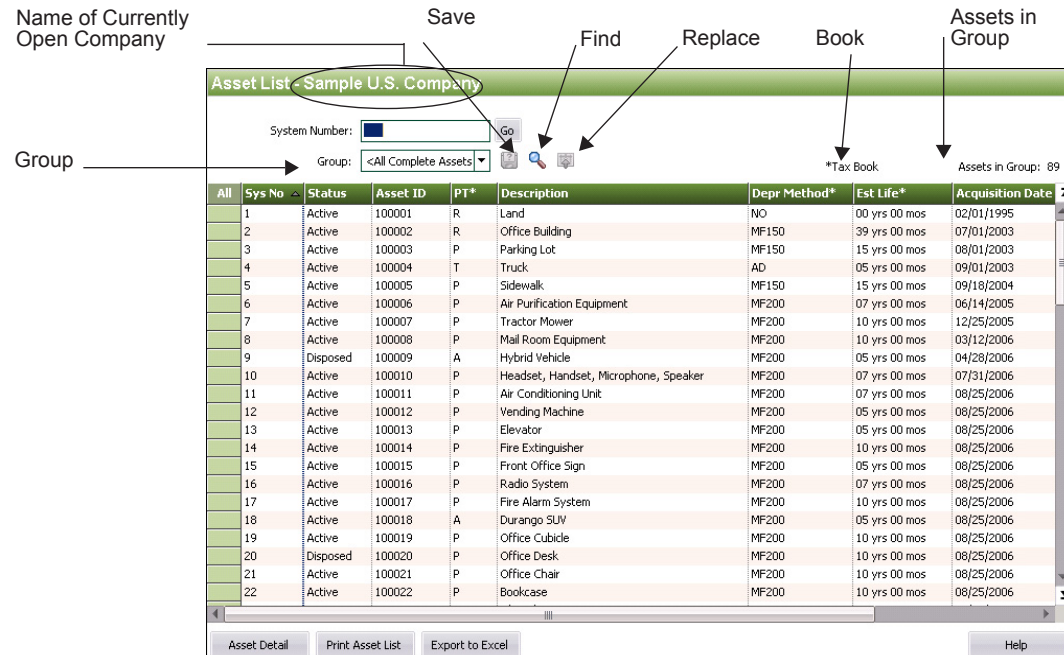 Name of Currently
Open Company
Save
Find
Replace
Book
Assets in
Group
Asset List - Sample U.S. Company
System Number:
Go
Group
Group: <All Complete Assets
*Tax Book
Assets in Group: 89
All Sys No Status Asset ID PT* Description Depr Method* Est Life* Acquisition Date
1 Active 100001 R Land NO 00 yrs 00 mos 02/01/1995
2 Active 100002 R Office Building MF150 39 yrs 00 mos 07/01/2003
3 Active 100003 P Parking Lot MF150 15 yrs 00 mos 08/01/2003
4 Active 100004 T Truck AD 05 yrs 00 mos 09/01/2003
5 Active 100005 P Sidewalk MF150 15 yrs 00 mos 09/18/2004
6 Active 100006 P Air Purification Equipment MF200 07 yrs 00 mos 06/14/2005
7 Active 100007 P Tractor Mower MF200 10 yrs 00 mos 12/25/2005
8 Active 100008 P Mail Room Equipment MF200 10 yrs 00 mos 03/12/2006
9 Disposed 100009 A Hybrid Vehicle MF200 05 yrs 00 mos 04/28/2006
10 Active 100010 P Headset, Handset, Microphone, Speaker MF200 07 yrs 00 mos 07/31/2006
11 Active 100011 P Air Conditioning Unit MF200 07 yrs 00 mos 08/25/2006
12 Active 100012 P Vending Machine MF200 05 yrs 00 mos 08/25/2006
13 Active 100013 P Elevator MF200 05 yrs 00 mos 08/25/2006
14 Active 100014 P Fire Extinguisher MF200 10 yrs 00 mos 08/25/2006
15 Active 100015 P Front Office Sign MF200 05 yrs 00 mos 08/25/2006
16 Active 100016 P Radio System MF200 07 yrs 00 mos 08/25/2006
17 Active 100017 P Fire Alarm System MF200 10 yrs 00 mos 08/25/2006
18 Active 100018 A Durango SUV MF200 05 yrs 00 mos 08/25/2006
19 Active 100019 P Office Cubicle MF200 10 yrs 00 mos 08/25/2006
20 Disposed 100020 P Office Desk MF200 10 yrs 00 mos 08/25/2006
21 Active 100021 P Office Chair MF200 10 yrs 00 mos 08/25/2006
22 Active 100022 P Bookcase MF200 10 yrs 00 mos 08/25/2006
Asset Detail
Print Asset List
Export to Excel
Help